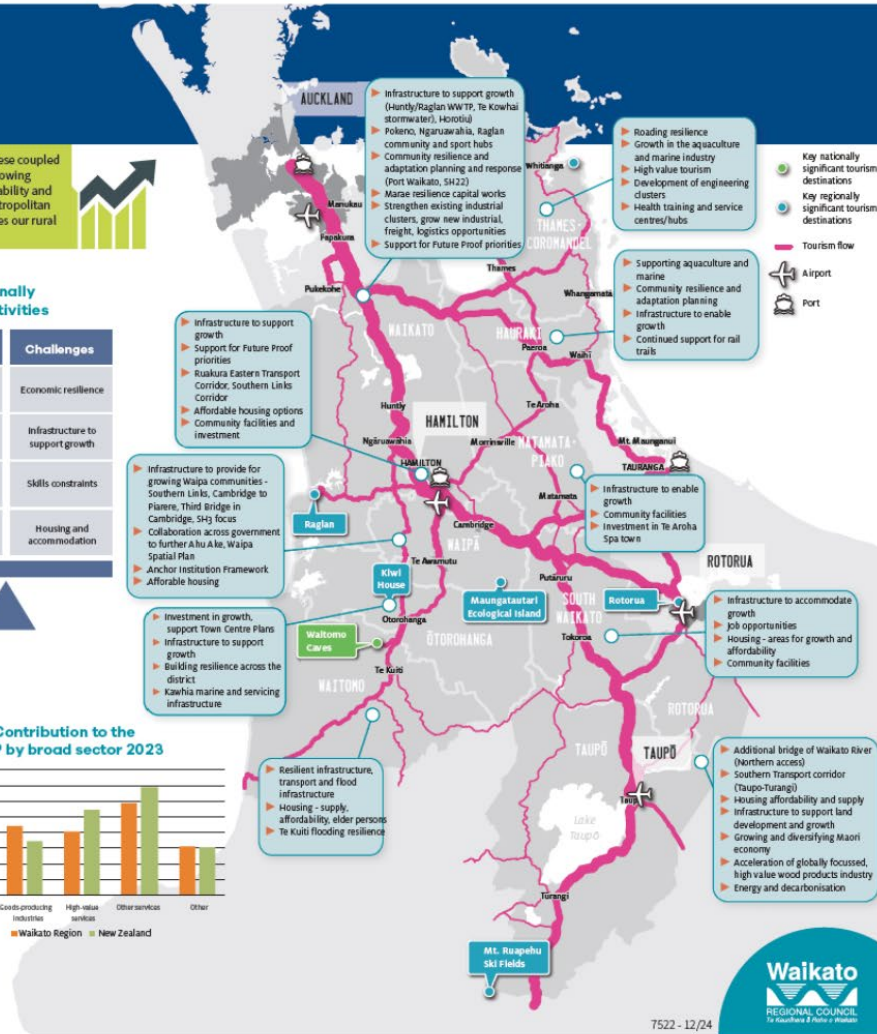 ese coupled
owing
ability and
tropolitan
es our rural
nally
tivities
Challenges
Economic resilience
Infrastructure to
support growth
Skills constraints
Housing and
accommodation
Contribution to the
P by broad sector 2023
Goods-producing
industries
High-value
services
Other services
Other
Waikato Region
New Zealand
AUCKLAND
Manukau
Papakura
Pukekohe
WAIKATO
Huntly
Ngāruawāhia
HAMILTON
HAMILTON
Morrinsville
Raglan
Cambridge
WAIPĀ
Te Awamutu
Kiwi
House
Otorohanga
Waitomo
Caves
ŌTOROHANGA
Te Kuiti
WAITOMO
Maungatautari
Ecological Island
Whitianga
THAMES-
COROMANDEL
Thames
Whangamatā
HAURAKI
Paeroa
Waihi
Te Aroha
MATAMATA-
PIAKO
Matamata
Mt. Maunganui
TAURANGA
Putaruru
SOUTH
WAIKATO
Tokoroa
ROTORUA
Rotorua
ROTORUA
TAUPŌ
TAUPŌ
Lake
Taupō
Turangi
Mt. Ruapehu
Ski Fields
Infrastructure to support growth
(Huntly/Raglan WWTP, Te Kowhai
stormwater), Horotiu)
Pokeno, Ngaruawahia, Raglan
community and sport hubs
Community resilience and
adaptation planning and response
(Port Waikato, SH22)
Marae resilience capital works
Strengthen existing industrial
clusters, grow new industrial,
freight, logistics opportunities
Support for Future Proof priorities
Roading resilience
Growth in the aquaculture
and marine industry
High value tourism
Development of engineering
clusters
Health training and service
centres/hubs
Key nationally
significant tourism
destinations
Key regionally
significant tourism
destinations
Tourism flow
Airport
Port
Supporting aquaculture and
marine
Community resilience and
adaptation planning
Infrastructure to enable
growth
Continued support for rail
trails
Infrastructure to support
growth
Support for Future Proof
priorities
Ruakura Eastern Transport
Corridor, Southern Links
Corridor
Affordable housing options
Community facilities and
investment
Infrastructure to provide for
growing Waipa communities -
Southern Links, Cambridge to
Piarere, Third Bridge in
Cambridge, SH3 focus
Collaboration across government
to further Ahu Ake, Waipa
Spatial Plan
Anchor Institution Framework
Afforable housing
Infrastructure to enable
growth
Community facilities
Investment in Te Aroha
Spa town
Investment in growth,
support Town Centre Plans
Infrastructure to support
growth
Building resilience across the
district
Kawhia marine and servicing
infrastructure
Infrastructure to accommodate
growth
Job opportunities
Housing - areas for growth and
affordability
Community facilities
Resilient infrastructure,
transport and flood
infrastructure
Housing - supply,
affordability, elder persons
Te Kuiti flooding resilience
Additional bridge of Waikato River
(Northern access)
Southern Transport corridor
(Taupo-Turangi)
Housing affordability and supply
Infrastructure to support land
development and growth
Growing and diversifying Maori
economy
Acceleration of globally focussed,
high value wood products industry
Energy and decarbonisation
7522 - 12/24
Waikato
REGIONAL COUNCIL